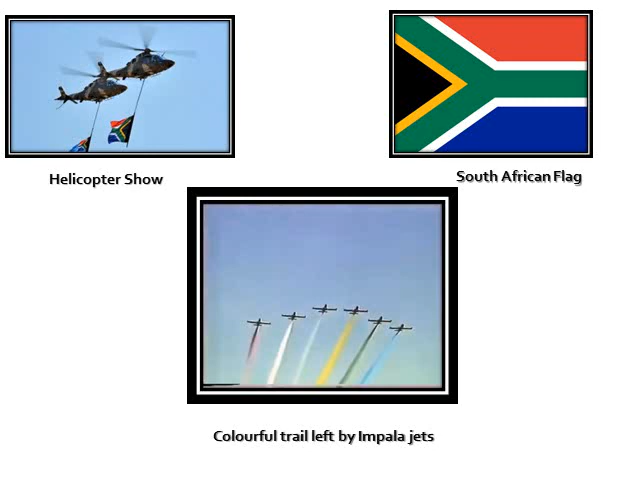 Helicopter Show
South African Flag
Colourful trail left by Impala jets